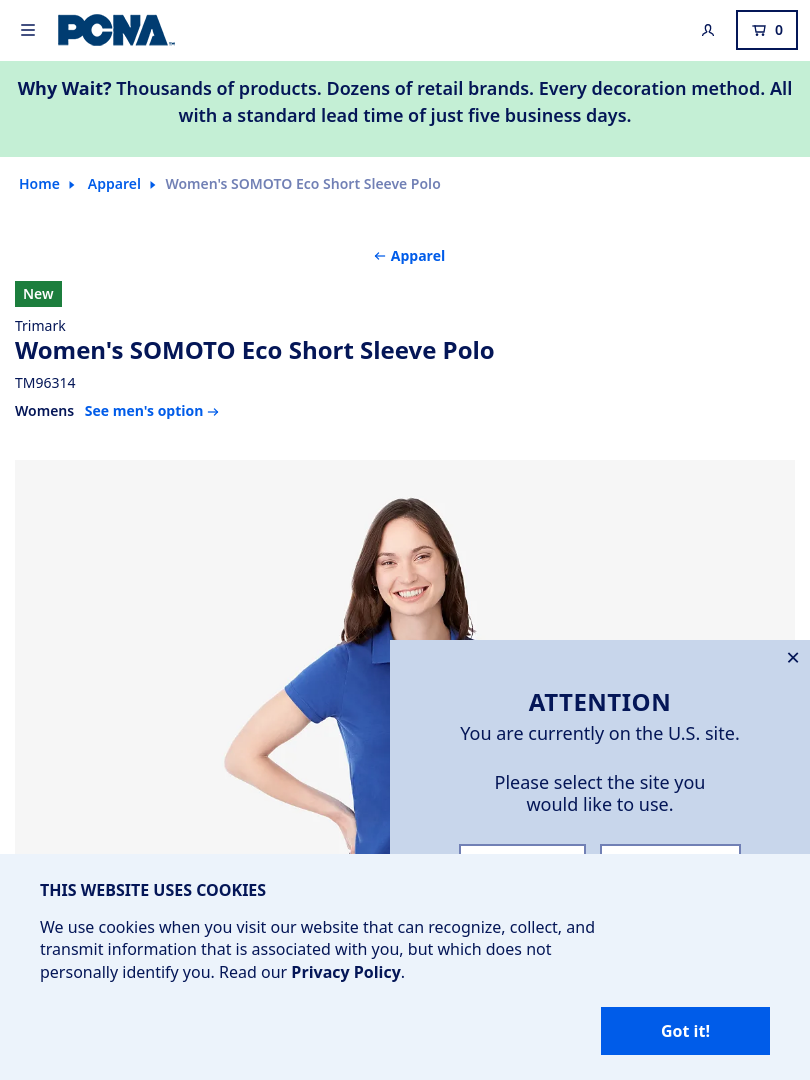 PCNA
0
Why Wait? Thousands of products. Dozens of retail brands. Every decoration method. All
with a standard lead time of just five business days.
Home Apparel Women's SOMOTO Eco Short Sleeve Polo
← Apparel
New
Trimark
Women's SOMOTO Eco Short Sleeve Polo
TM96314
Womens See men's option →
ATTENTION
You are currently on the U.S. site.
Please select the site you
would like to use.
THIS WEBSITE USES COOKIES
We use cookies when you visit our website that can recognize, collect, and
transmit information that is associated with you, but which does not
personally identify you. Read our Privacy Policy.
Got it!